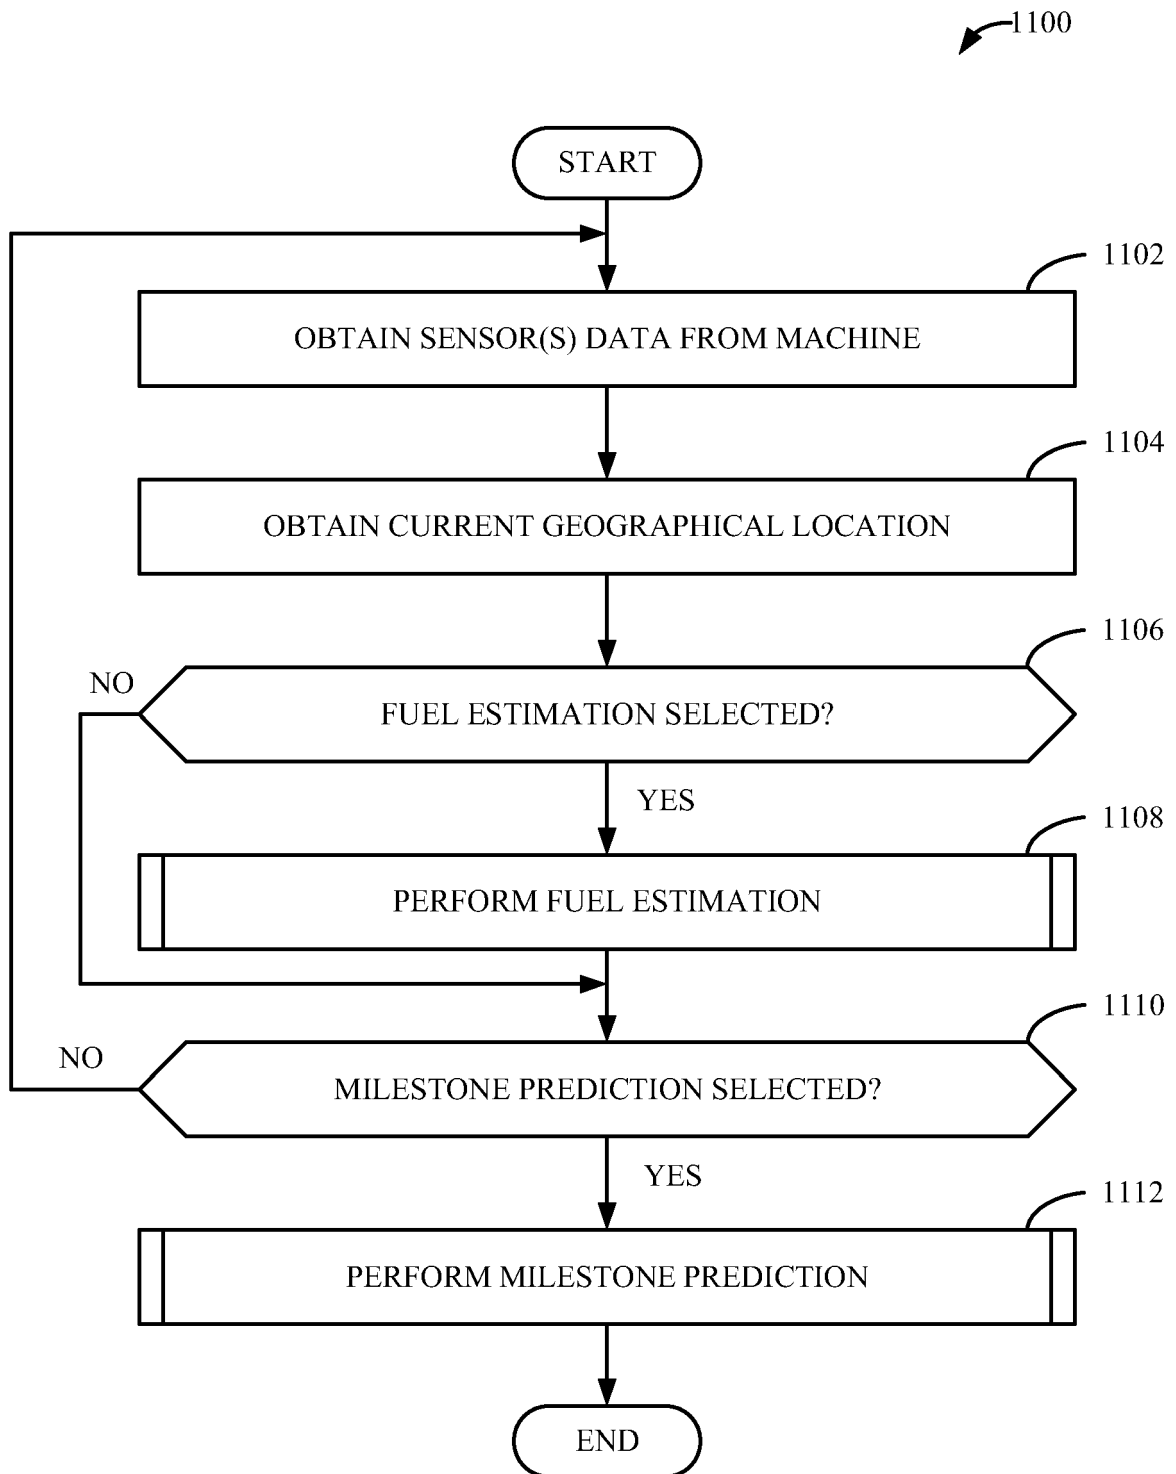 1100
START
1102
OBTAIN SENSOR(S) DATA FROM MACHINE
1104
OBTAIN CURRENT GEOGRAPHICAL LOCATION
1106
NO
FUEL ESTIMATION SELECTED?
YES
1108
PERFORM FUEL ESTIMATION
1110
NO
MILESTONE PREDICTION SELECTED?
YES
1112
PERFORM MILESTONE PREDICTION
END